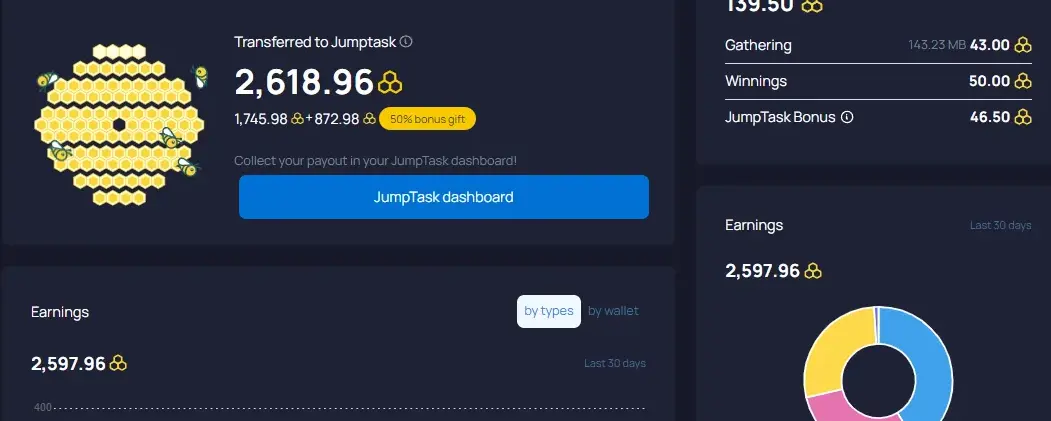 Transferred to Jumptask
2,618.96
1,745.98 + 872.98 50% bonus gift
Collect your payout in your JumpTask dashboard!
JumpTask dashboard
Earnings by types by wallet
2,597.96 Last 30 days
400
139.50
Gathering 143.23 MB 43.00
Winnings 50.00
JumpTask Bonus 46.50
Earnings Last 30 days
2,597.96